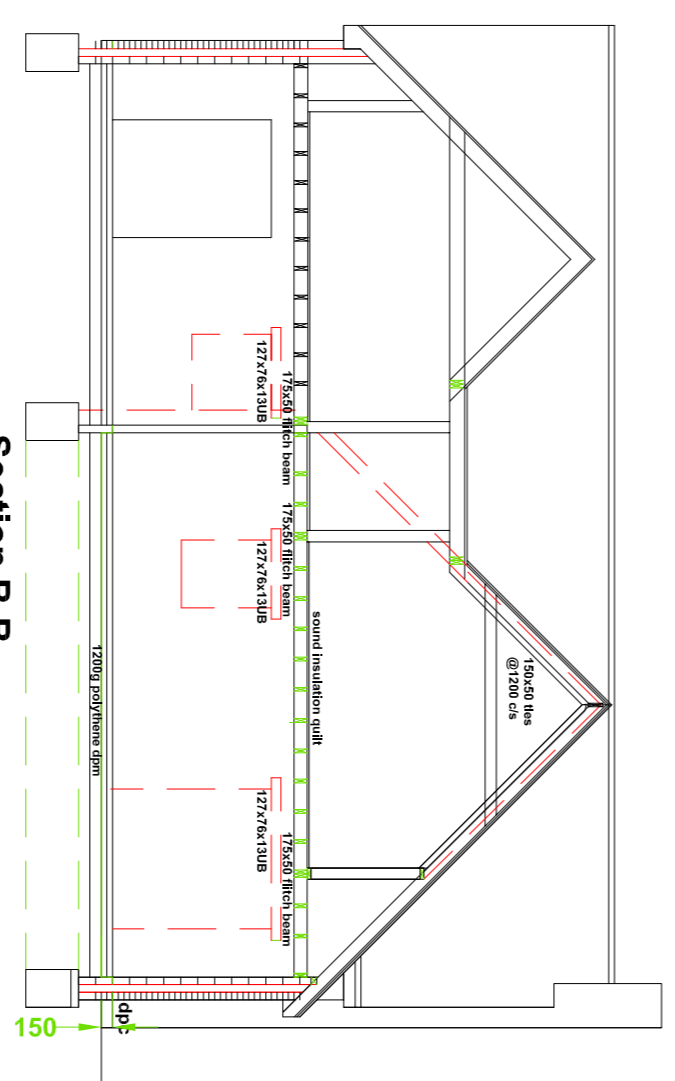 150x50 ties
@1200 c/s
sound insulation quilt
175x50 flitch beam
127x76x13UB
175x50 flitch beam
127x76x13UB
175x50 flitch beam
127x76x13UB
1200g polythene dpm
dpc
150
Section B-B